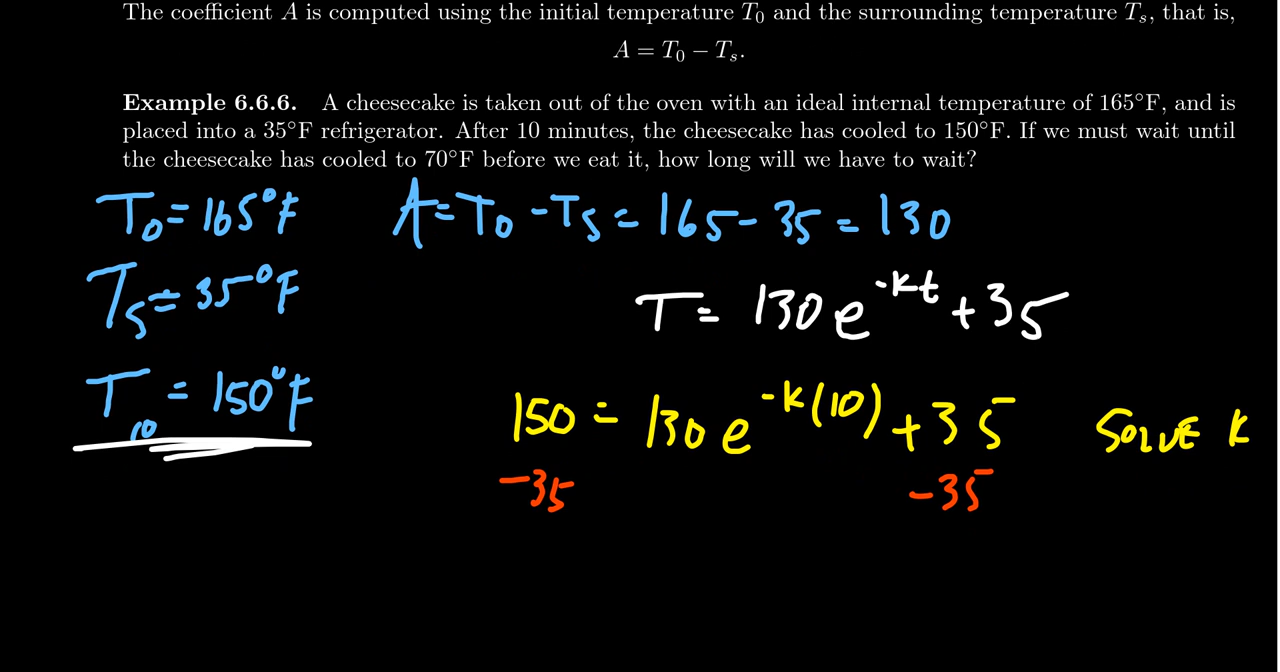 The coefficient A is computed using the initial temperature T₀ and the surrounding temperature Tₛ, that is,
A = T₀ − Tₛ.
Example 6.6.6. A cheesecake is taken out of the oven with an ideal internal temperature of 165°F, and is
placed into a 35°F refrigerator. After 10 minutes, the cheesecake has cooled to 150°F. If we must wait until
the cheesecake has cooled to 70°F before we eat it, how long will we have to wait?
T₀ = 165°F A = T₀ - Tₛ = 165 - 35 = 130
Tₛ = 35°F
T = 130e^-kt + 35
T₁₀ = 150°F
150 = 130e^-k(10) + 35 SOLVE K
-35 -35